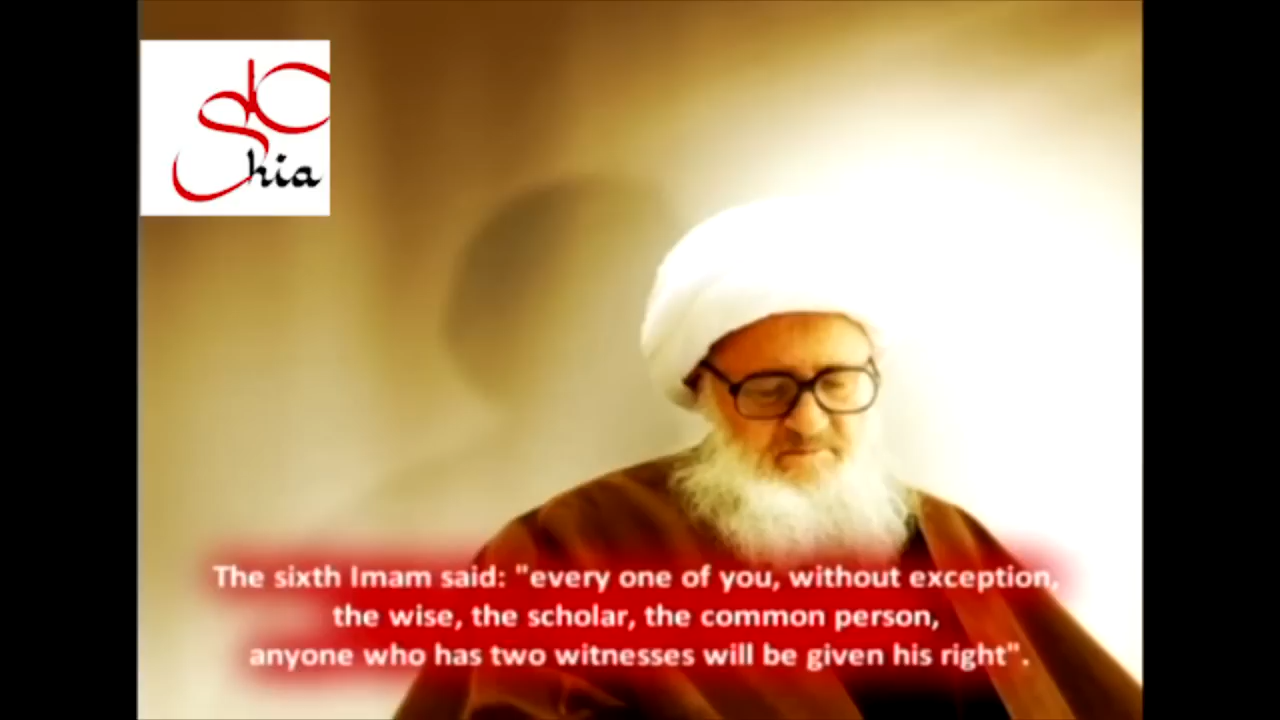 Shia
The sixth Imam said: "every one of you, without exception,
the wise, the scholar, the common person,
anyone who has two witnesses will be given his right".